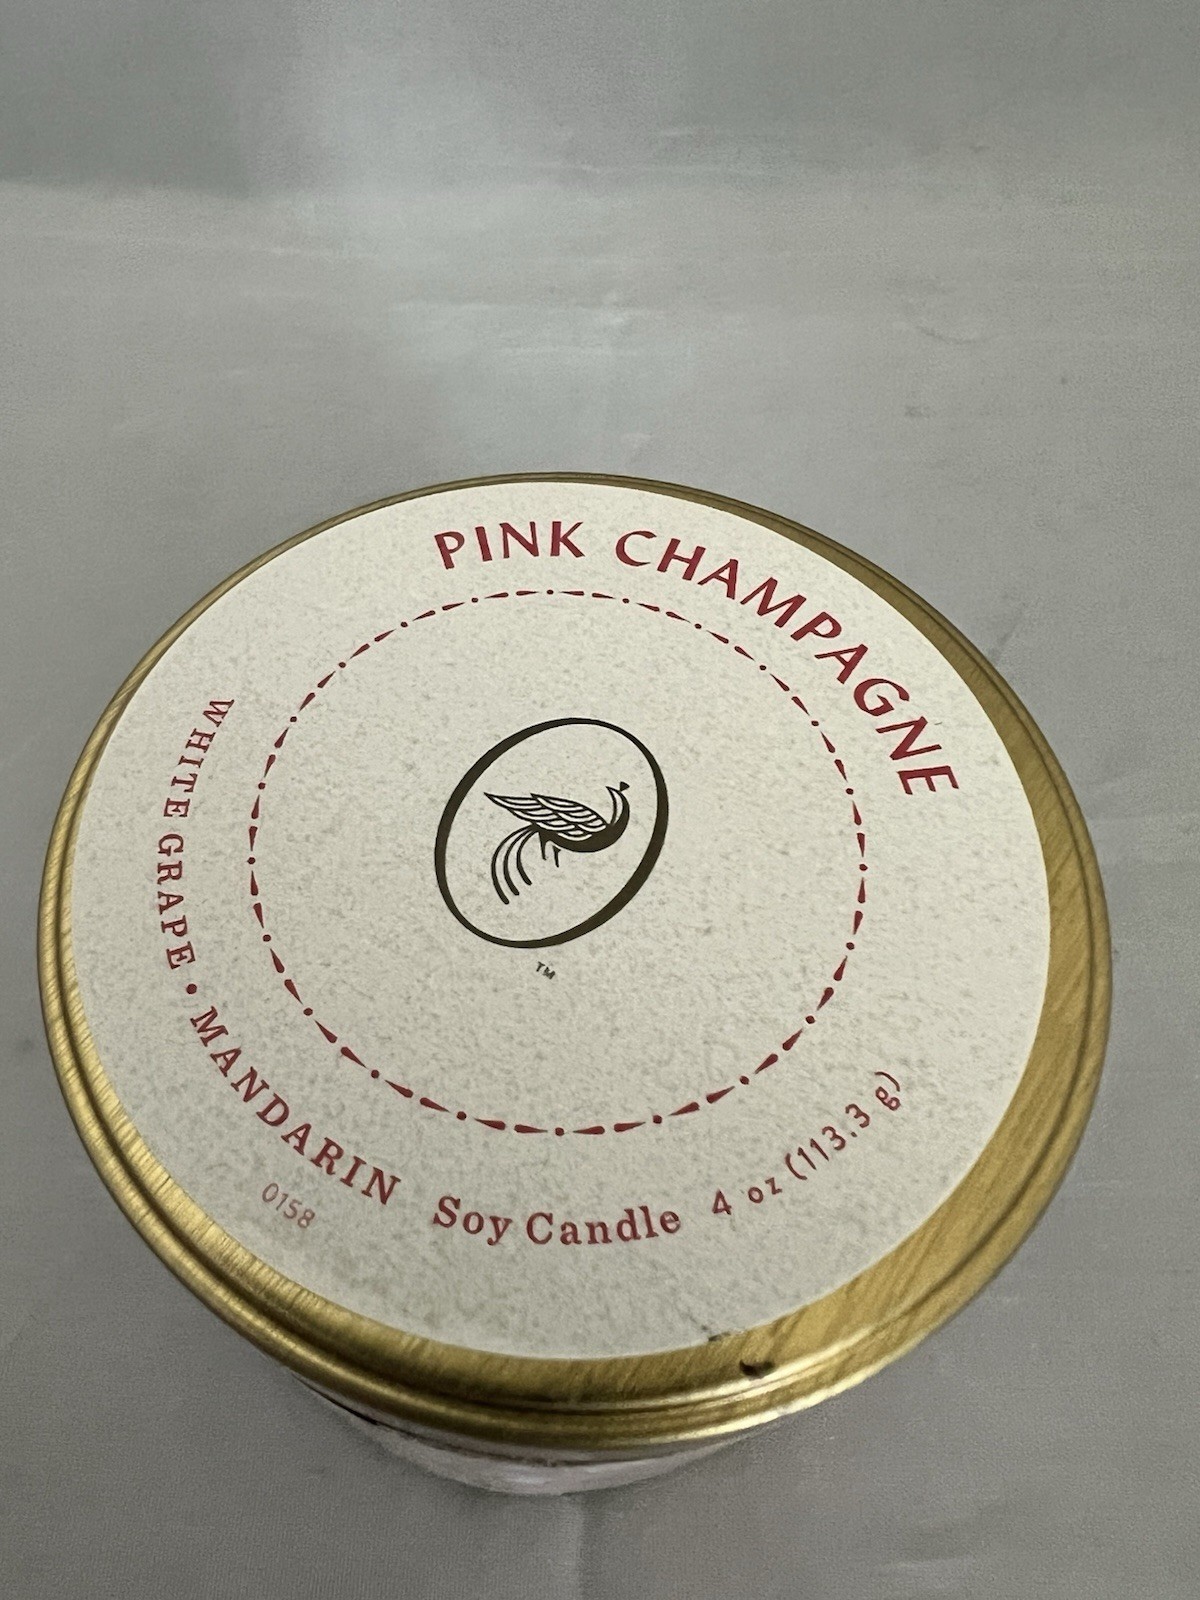 PINK CHAMPAGNE
WHITE GRAPE • MANDARIN
Soy Candle
4 oz (113.3 g)
0158
TM